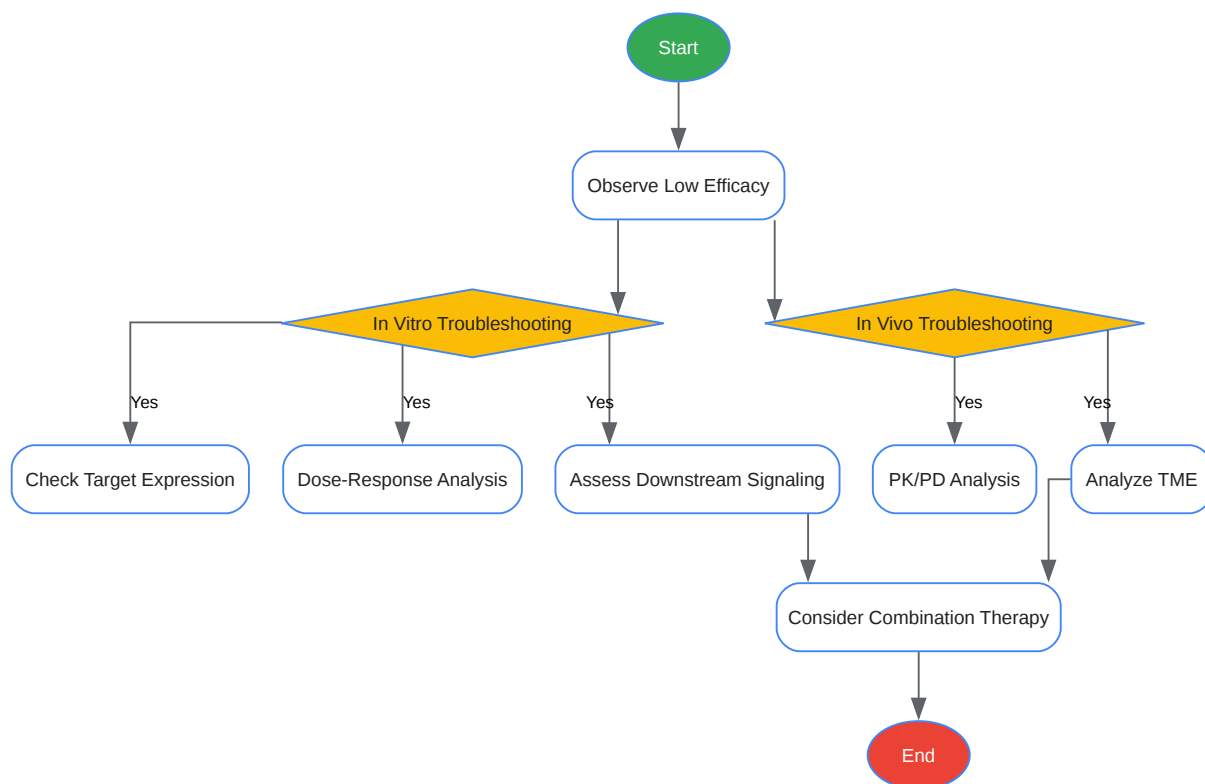 Start
Observe Low Efficacy
In Vitro Troubleshooting
In Vivo Troubleshooting
Yes
Yes
Yes
Yes
Yes
Check Target Expression
Dose-Response Analysis
Assess Downstream Signaling
PK/PD Analysis
Analyze TME
Consider Combination Therapy
End